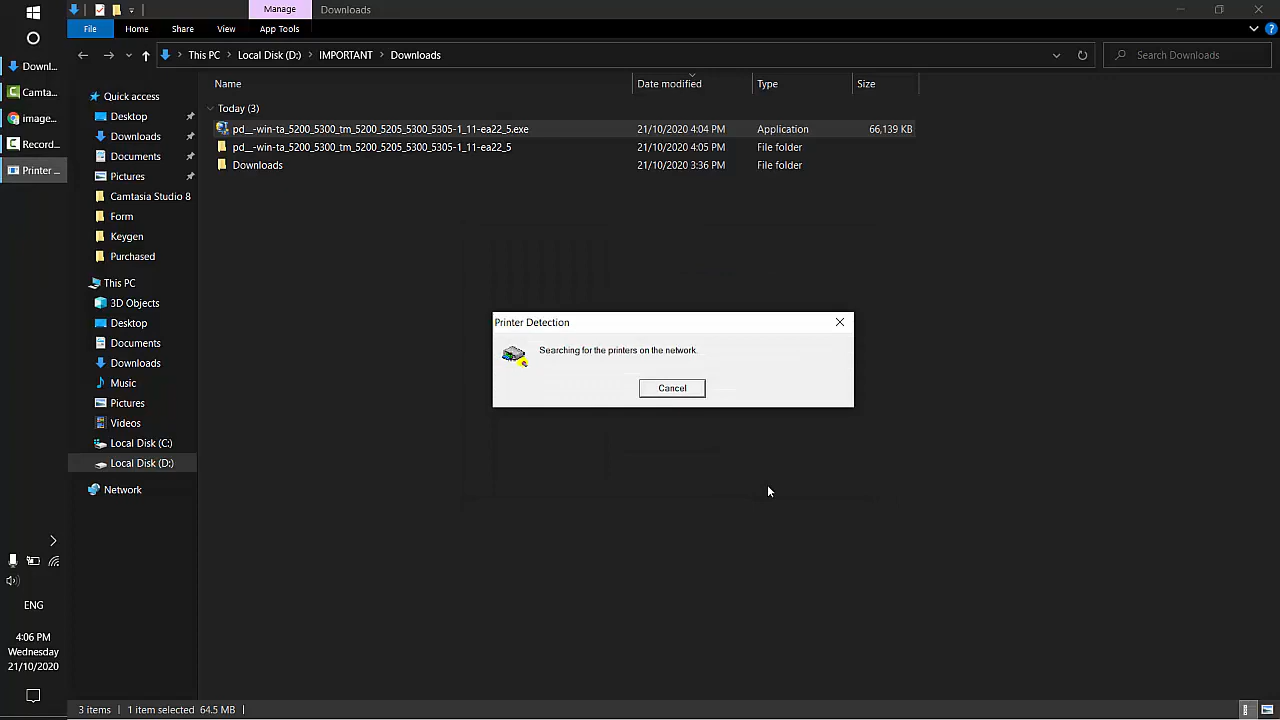 Manage
Downloads
File
Home
Share
View
App Tools
This PC
Local Disk (D:)
IMPORTANT
Downloads
Search Downloads
Name
Date modified
Type
Size
Today (3)
pd__-win-ta_5200_5300_tm_5200_5205_5300_5305-1_11-ea22_5.exe
21/10/2020 4:04 PM
Application
66,139 KB
pd__-win-ta_5200_5300_tm_5200_5205_5300_5305-1_11-ea22_5
21/10/2020 4:05 PM
File folder
Downloads
21/10/2020 3:36 PM
File folder
Downl...
Camta...
image...
Record...
Printer ...
Quick access
Desktop
Downloads
Documents
Pictures
Camtasia Studio 8
Form
Keygen
Purchased
This PC
3D Objects
Desktop
Documents
Downloads
Music
Pictures
Videos
Local Disk (C:)
Local Disk (D:)
Network
Printer Detection
Searching for the printers on the network.
Cancel
ENG
4:06 PM
Wednesday
21/10/2020
3 items
1 item selected 64.5 MB